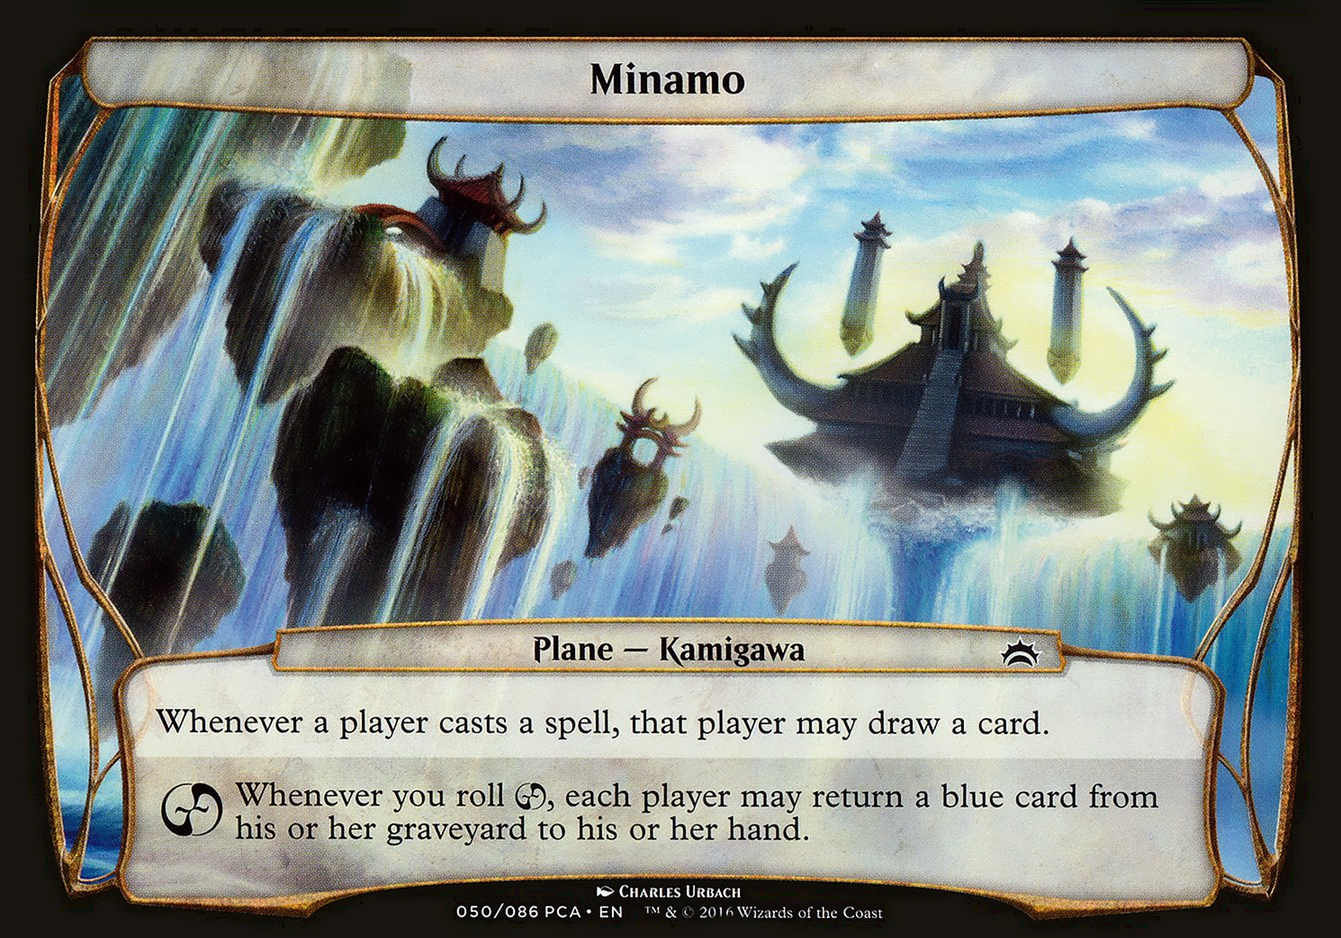 Minamo
Plane — Kamigawa
Whenever a player casts a spell, that player may draw a card.
Whenever you roll , each player may return a blue card from
his or her graveyard to his or her hand.
Charles Urbach
050/086 PCA • EN ™ & © 2016 Wizards of the Coast